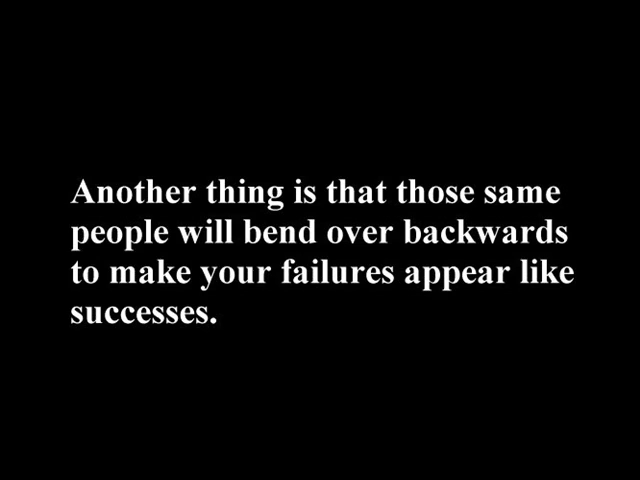 Another thing is that those same
people will bend over backwards
to make your failures appear like
successes.